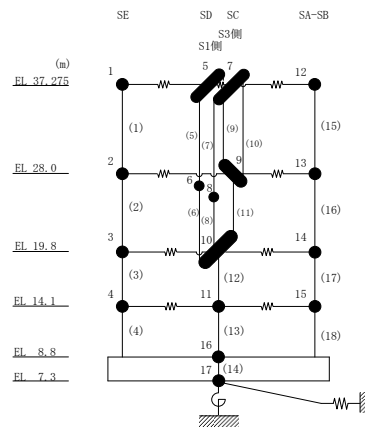 SE SD SC SA-SB
S3側
S1側
(m)
EL 37.275 1 5 7 12
(1) (5) (7) (9) (10) (15)
EL 28.0 2 9 13
6 8
(2) (6) (8) (11) (16)
EL 19.8 3 10 14
(3) (12) (17)
EL 14.1 4 11 15
(4) (13) (18)
16
EL 8.8
EL 7.3 17 (14)